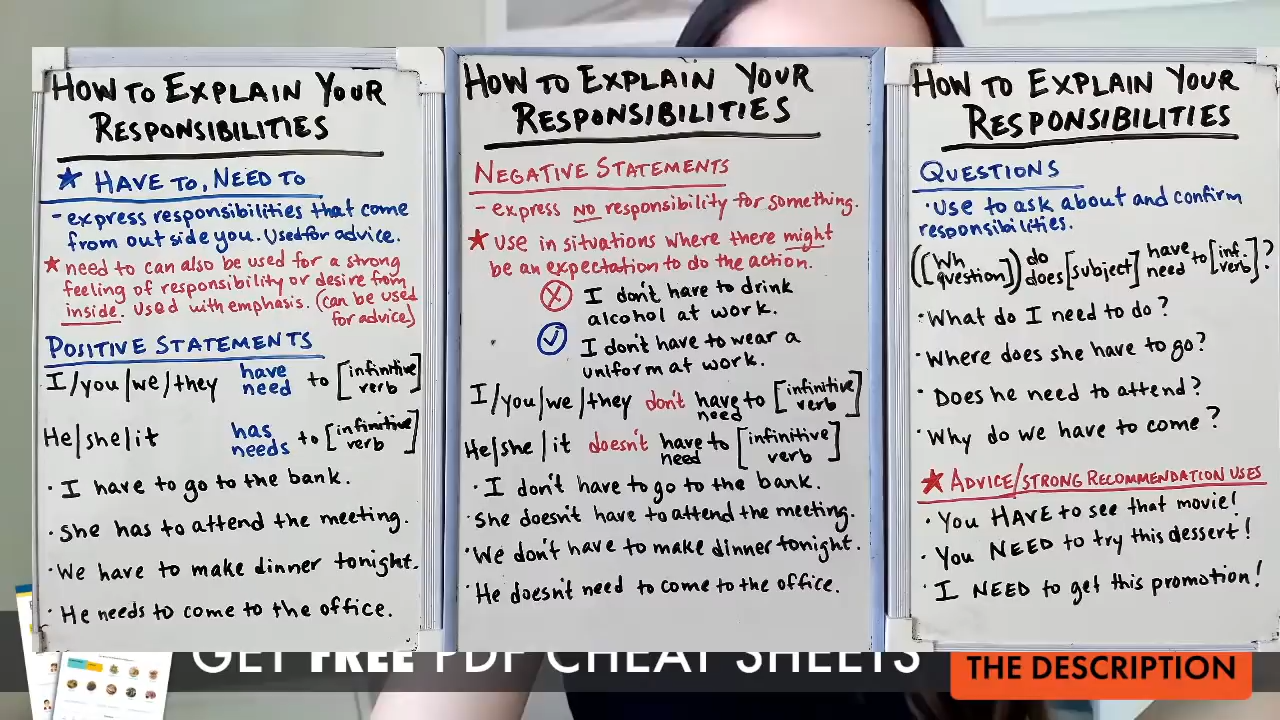 HOW TO EXPLAIN YOUR
RESPONSIBILITIES
★ HAVE TO, NEED TO
- express responsibilities that come
from outside you. Used for advice.
★ need to can also be used for a strong
feeling of responsibility or desire from
inside. Used with emphasis. (can be used
for advice)
POSITIVE STATEMENTS
I/you/we/they have need to [infinitive verb]
He/she/it has needs to [infinitive verb]
· I have to go to the bank.
· She has to attend the meeting.
· We have to make dinner tonight.
· He needs to come to the office.
HOW TO EXPLAIN YOUR
RESPONSIBILITIES
NEGATIVE STATEMENTS
- express NO responsibility for something.
★ use in situations where there might
be an expectation to do the action.
I don't have to drink
alcohol at work.
I don't have to wear a
uniform at work.
I/you/we/they don't have need to [infinitive verb]
He/she/it doesn't have need to [infinitive verb]
· I don't have to go to the bank.
· She doesn't have to attend the meeting.
· We don't have to make dinner tonight.
· He doesn't need to come to the office.
HOW TO EXPLAIN YOUR
RESPONSIBILITIES
QUESTIONS
· Use to ask about and confirm
responsibilities.
([Wh question]) do does [subject] have need to [inf. verb]?
· What do I need to do?
· Where does she have to go?
· Does he need to attend?
· Why do we have to come?
★ ADVICE/STRONG RECOMMENDATION USES
· You HAVE to see that movie!
· You NEED to try this dessert!
· I NEED to get this promotion!
GET FREE PDF CHEAT SHEETS
THE DESCRIPTION